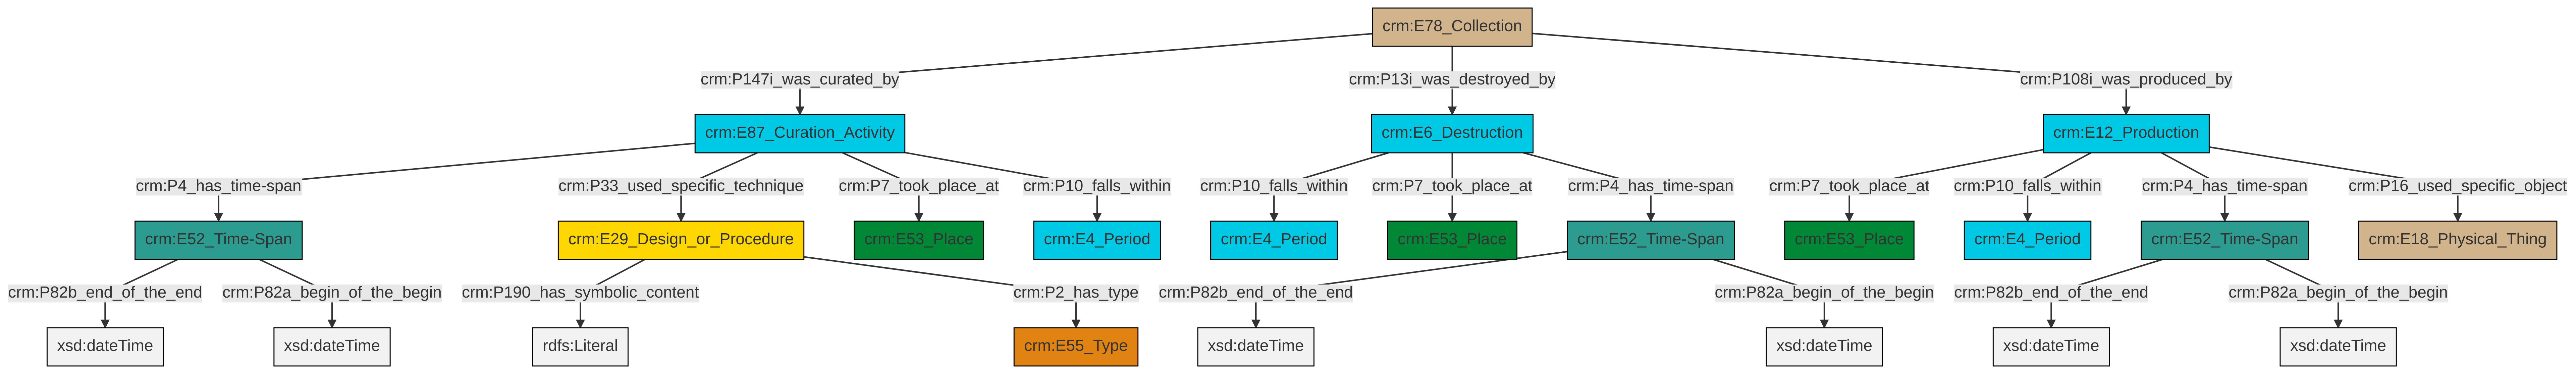 crm:E78_Collection
crm:P147i_was_curated_by
crm:P13i_was_destroyed_by
crm:P108i_was_produced_by
crm:E87_Curation_Activity
crm:E6_Destruction
crm:E12_Production
crm:P4_has_time-span
crm:P33_used_specific_technique
crm:P7_took_place_at
crm:P10_falls_within
crm:P10_falls_within
crm:P7_took_place_at
crm:P4_has_time-span
crm:P7_took_place_at
crm:P10_falls_within
crm:P4_has_time-span
crm:P16_used_specific_object
crm:E52_Time-Span
crm:E29_Design_or_Procedure
crm:E53_Place
crm:E4_Period
crm:E4_Period
crm:E53_Place
crm:E52_Time-Span
crm:E53_Place
crm:E4_Period
crm:E52_Time-Span
crm:E18_Physical_Thing
crm:P82b_end_of_the_end
crm:P82a_begin_of_the_begin
crm:P190_has_symbolic_content
crm:P2_has_type
crm:P82b_end_of_the_end
crm:P82a_begin_of_the_begin
crm:P82b_end_of_the_end
crm:P82a_begin_of_the_begin
xsd:dateTime
xsd:dateTime
rdfs:Literal
crm:E55_Type
xsd:dateTime
xsd:dateTime
xsd:dateTime
xsd:dateTime